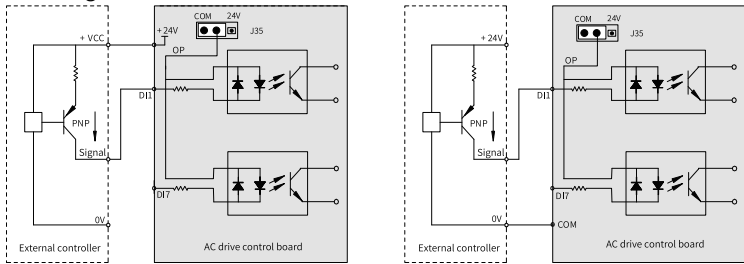 COM 24V
+ VCC
+ 24V
J35
OP
DI1
PNP
Signal
DI7
0V
External controller
AC drive control board
COM 24V
+ 24V
J35
OP
DI1
PNP
Signal
DI7
0V
COM
External controller
AC drive control board